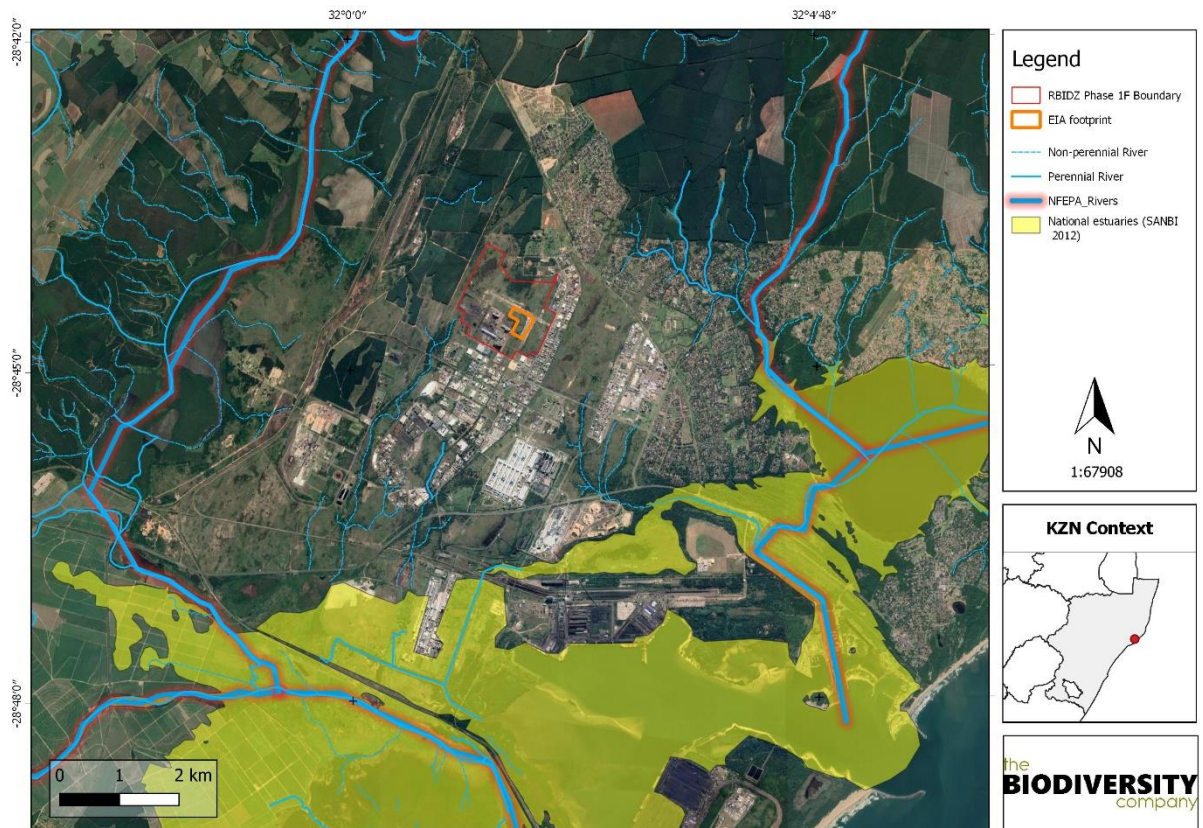 32°0'0"
32°4'48"
-28°42'0"
-28°45'0"
-28°48'0"
0 1 2 km
Legend
RBIDZ Phase 1F Boundary
EIA footprint
Non-perennial River
Perennial River
NFEPA_Rivers
National estuaries (SANBI
2012)
N
1:67908
KZN Context
the
BIODIVERSITY
company